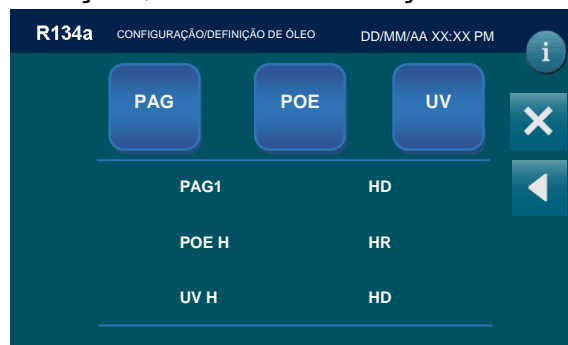 R134a CONFIGURAÇÃO/DEFINIÇÃO DE ÓLEO DD/MM/AA XX:XX PM
i
PAG POE UV
PAG1 HD
POE H HR
UV H HD